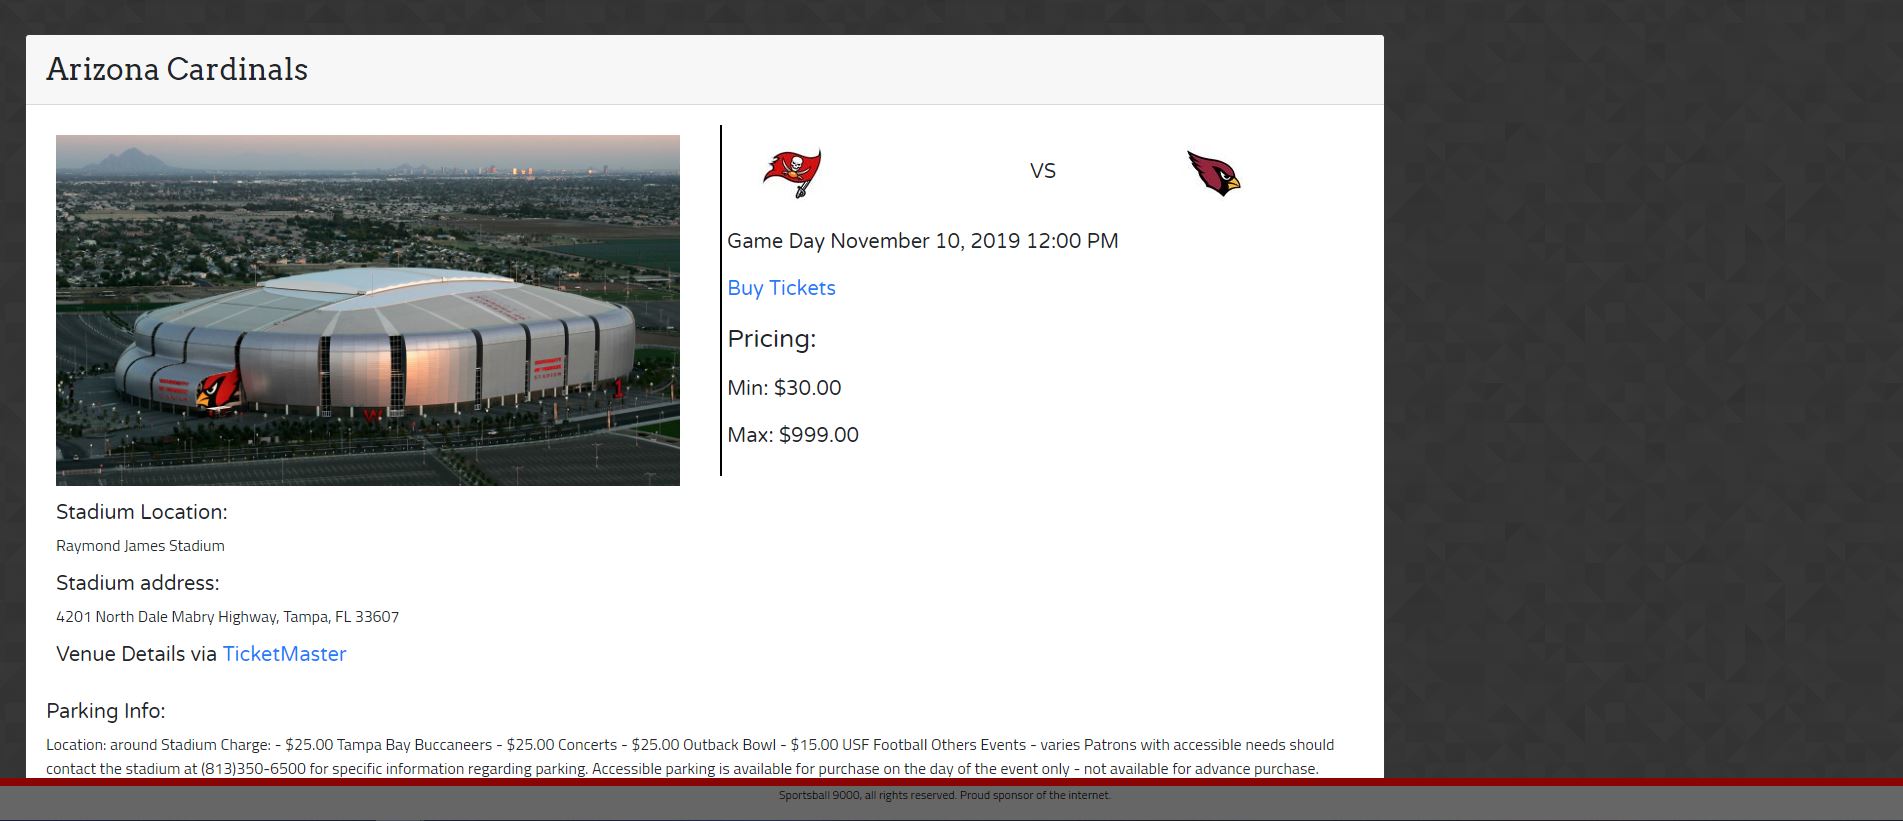 Arizona Cardinals
VS
Game Day November 10, 2019 12:00 PM
Buy Tickets
Pricing:
Min: $30.00
Max: $999.00
Stadium Location:
Raymond James Stadium
Stadium address:
4201 North Dale Mabry Highway, Tampa, FL 33607
Venue Details via TicketMaster
Parking Info:
Location: around Stadium Charge: - $25.00 Tampa Bay Buccaneers - $25.00 Concerts - $25.00 Outback Bowl - $15.00 USF Football Others Events - varies Patrons with accessible needs should
contact the stadium at (813)350-6500 for specific information regarding parking. Accessible parking is available for purchase on the day of the event only - not available for advance purchase.
Sportsball 9000, all rights reserved. Proud sponsor of the internet.